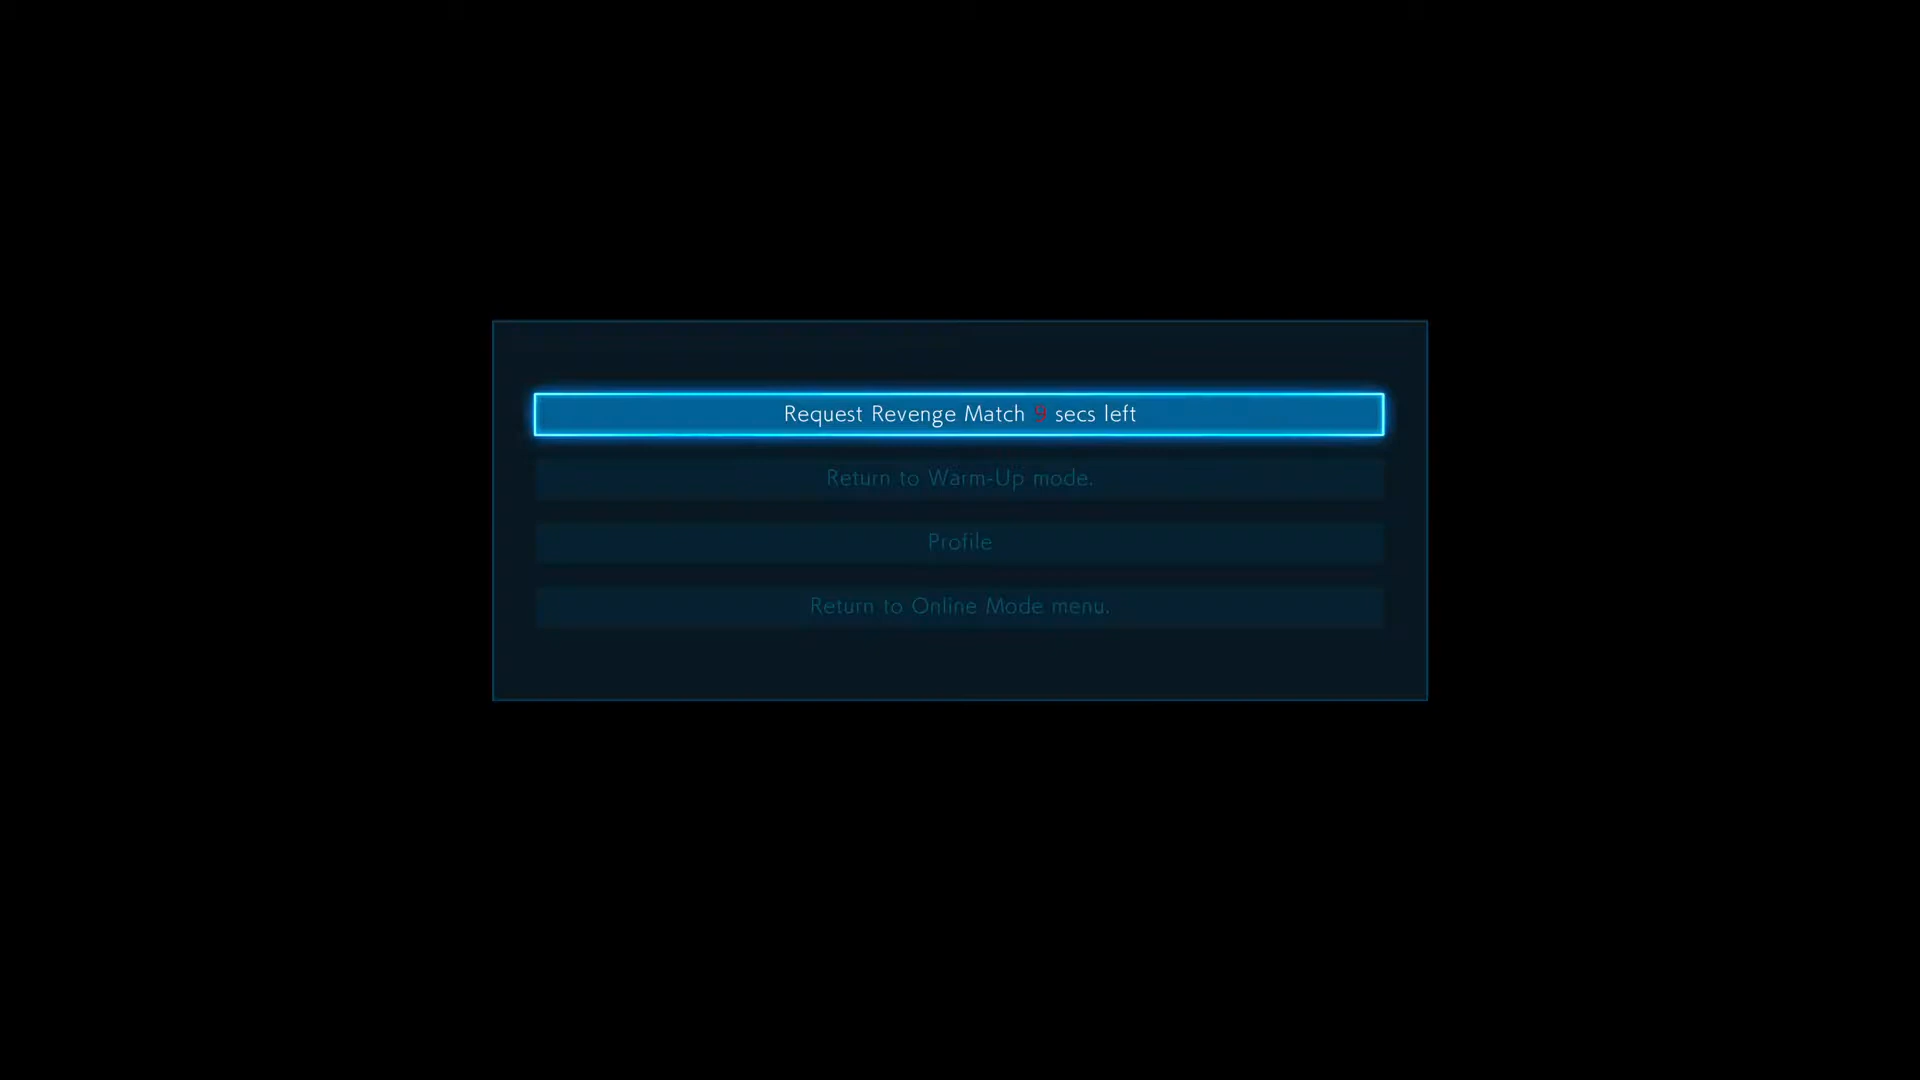 Request Revenge Match 9 secs left
Return to Warm-Up mode.
Profile
Return to Online Mode menu.